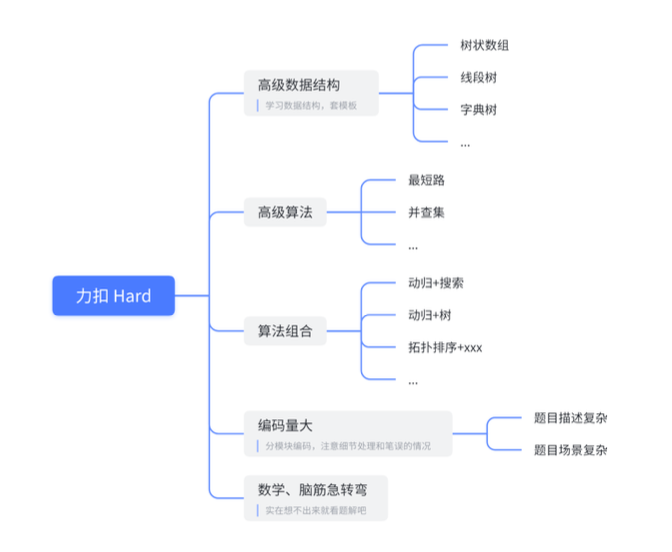 力扣 Hard
高级数据结构
学习数据结构，套模板
树状数组
线段树
字典树
...
高级算法
最短路
并查集
...
算法组合
动归+搜索
动归+树
拓扑排序+xxx
...
编码量大
分模块编码，注意细节处理和笔误的情况
题目描述复杂
题目场景复杂
数学、脑筋急转弯
实在想不出来就看题解吧